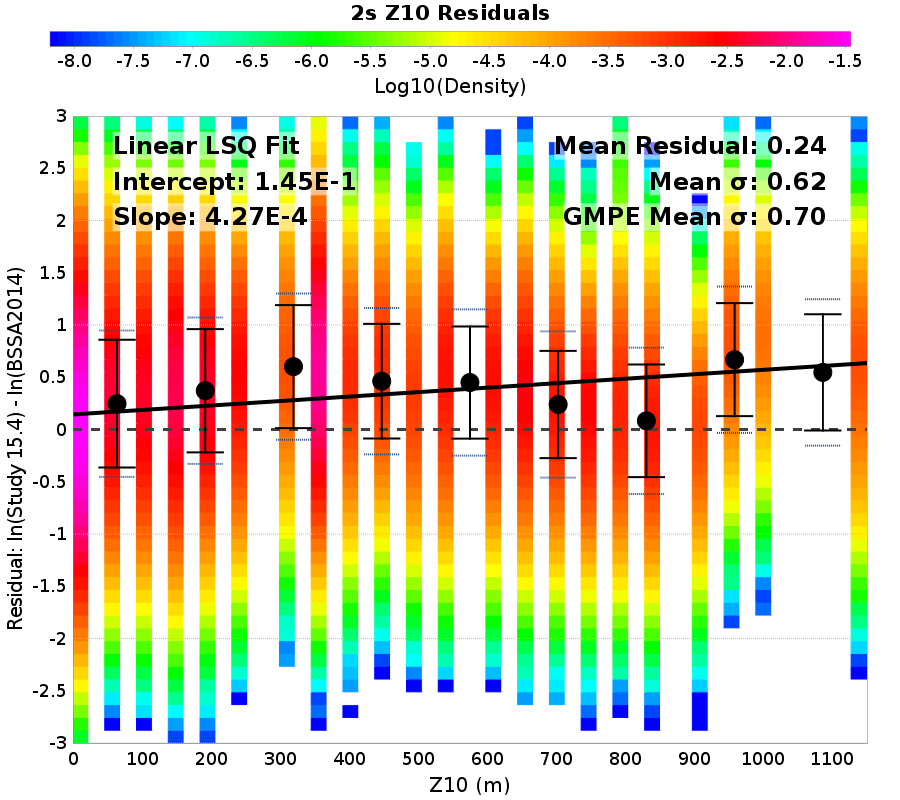 2s Z10 Residuals
-8.0 -7.5 -7.0 -6.5 -6.0 -5.5 -5.0 -4.5 -4.0 -3.5 -3.0 -2.5 -2.0 -1.5
Log10(Density)
Linear LSQ Fit
Intercept: 1.45E-1
Slope: 4.27E-4
Mean Residual: 0.24
Mean σ: 0.62
GMPE Mean σ: 0.70
Residual: ln(Study 15.4) - ln(BSSA2014)
3
2.5
2
1.5
1
0.5
0
-0.5
-1
-1.5
-2
-2.5
-3
0 100 200 300 400 500 600 700 800 900 1000 1100
Z10 (m)